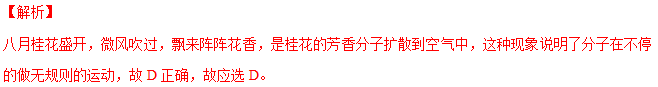 【解析】
八月桂花盛开，微风吹过，飘来阵阵花香，是桂花的芳香分子扩散到空气中，这种现象说明了分子在不停
的做无规则的运动，故 D 正确，故应选 D。